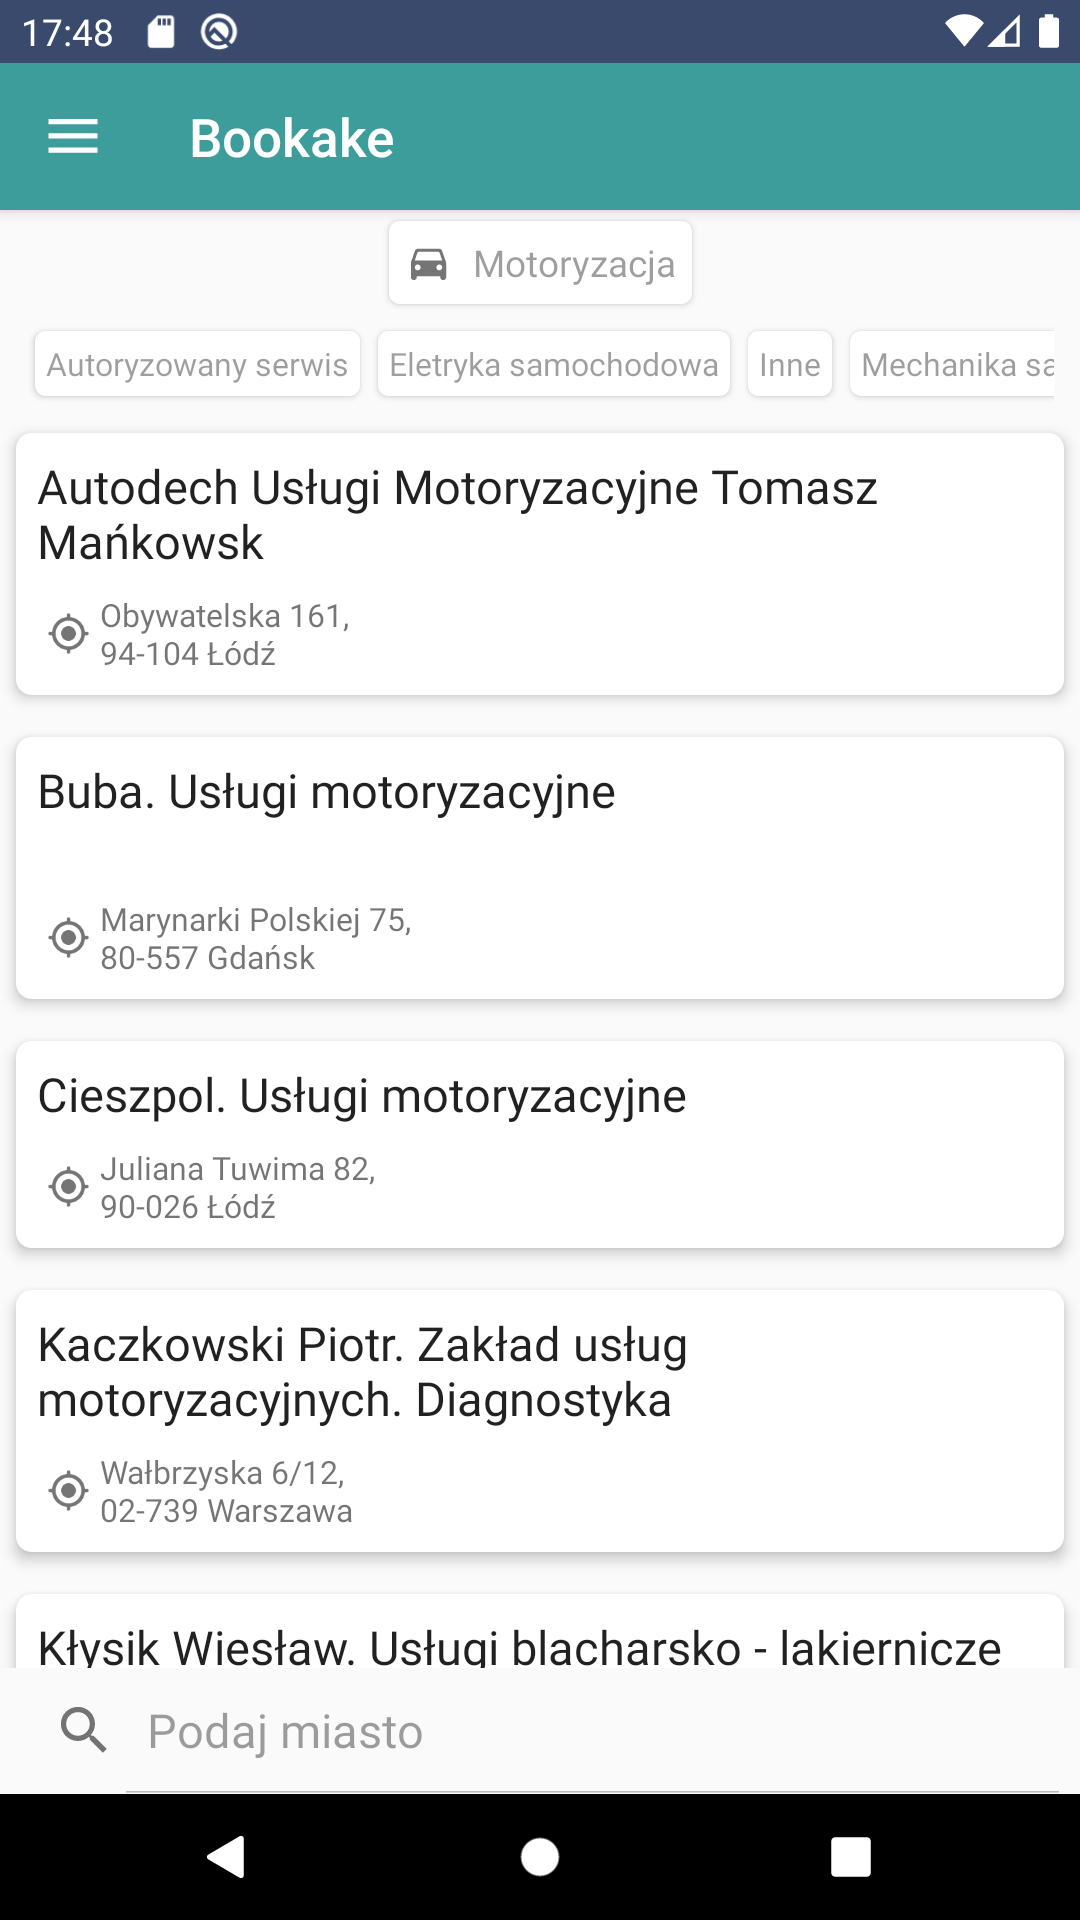 17:48
Bookake
Motoryzacja
Autoryzowany serwis
Eletryka samochodowa
Inne
Mechanika sa
Autodech Usługi Motoryzacyjne Tomasz
Mańkowsk
Obywatelska 161,
94-104 Łódź
Buba. Usługi motoryzacyjne
Marynarki Polskiej 75,
80-557 Gdańsk
Cieszpol. Usługi motoryzacyjne
Juliana Tuwima 82,
90-026 Łódź
Kaczkowski Piotr. Zakład usług
motoryzacyjnych. Diagnostyka
Wałbrzyska 6/12,
02-739 Warszawa
Kłysik Wiesław. Usługi blacharsko - lakiernicze
Podaj miasto